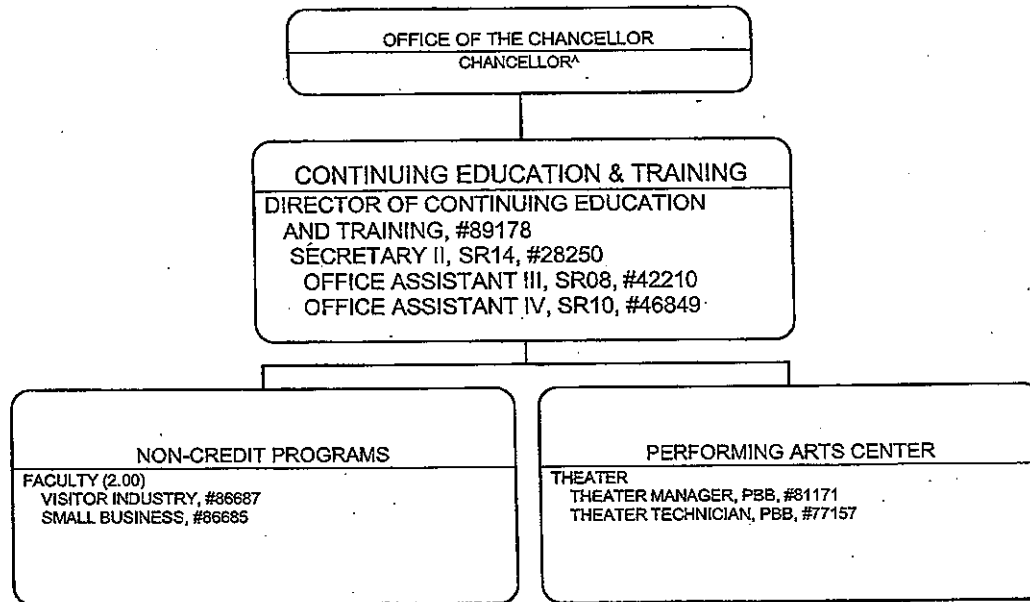 OFFICE OF THE CHANCELLOR
CHANCELLOR^
CONTINUING EDUCATION & TRAINING
DIRECTOR OF CONTINUING EDUCATION
AND TRAINING, #89178
SECRETARY II, SR14, #28250
OFFICE ASSISTANT III, SR08, #42210
OFFICE ASSISTANT IV, SR10, #46849
NON-CREDIT PROGRAMS
FACULTY (2.00)
VISITOR INDUSTRY, #86687
SMALL BUSINESS, #86685
PERFORMING ARTS CENTER
THEATER
THEATER MANAGER, PBB, #81171
THEATER TECHNICIAN, PBB, #77157